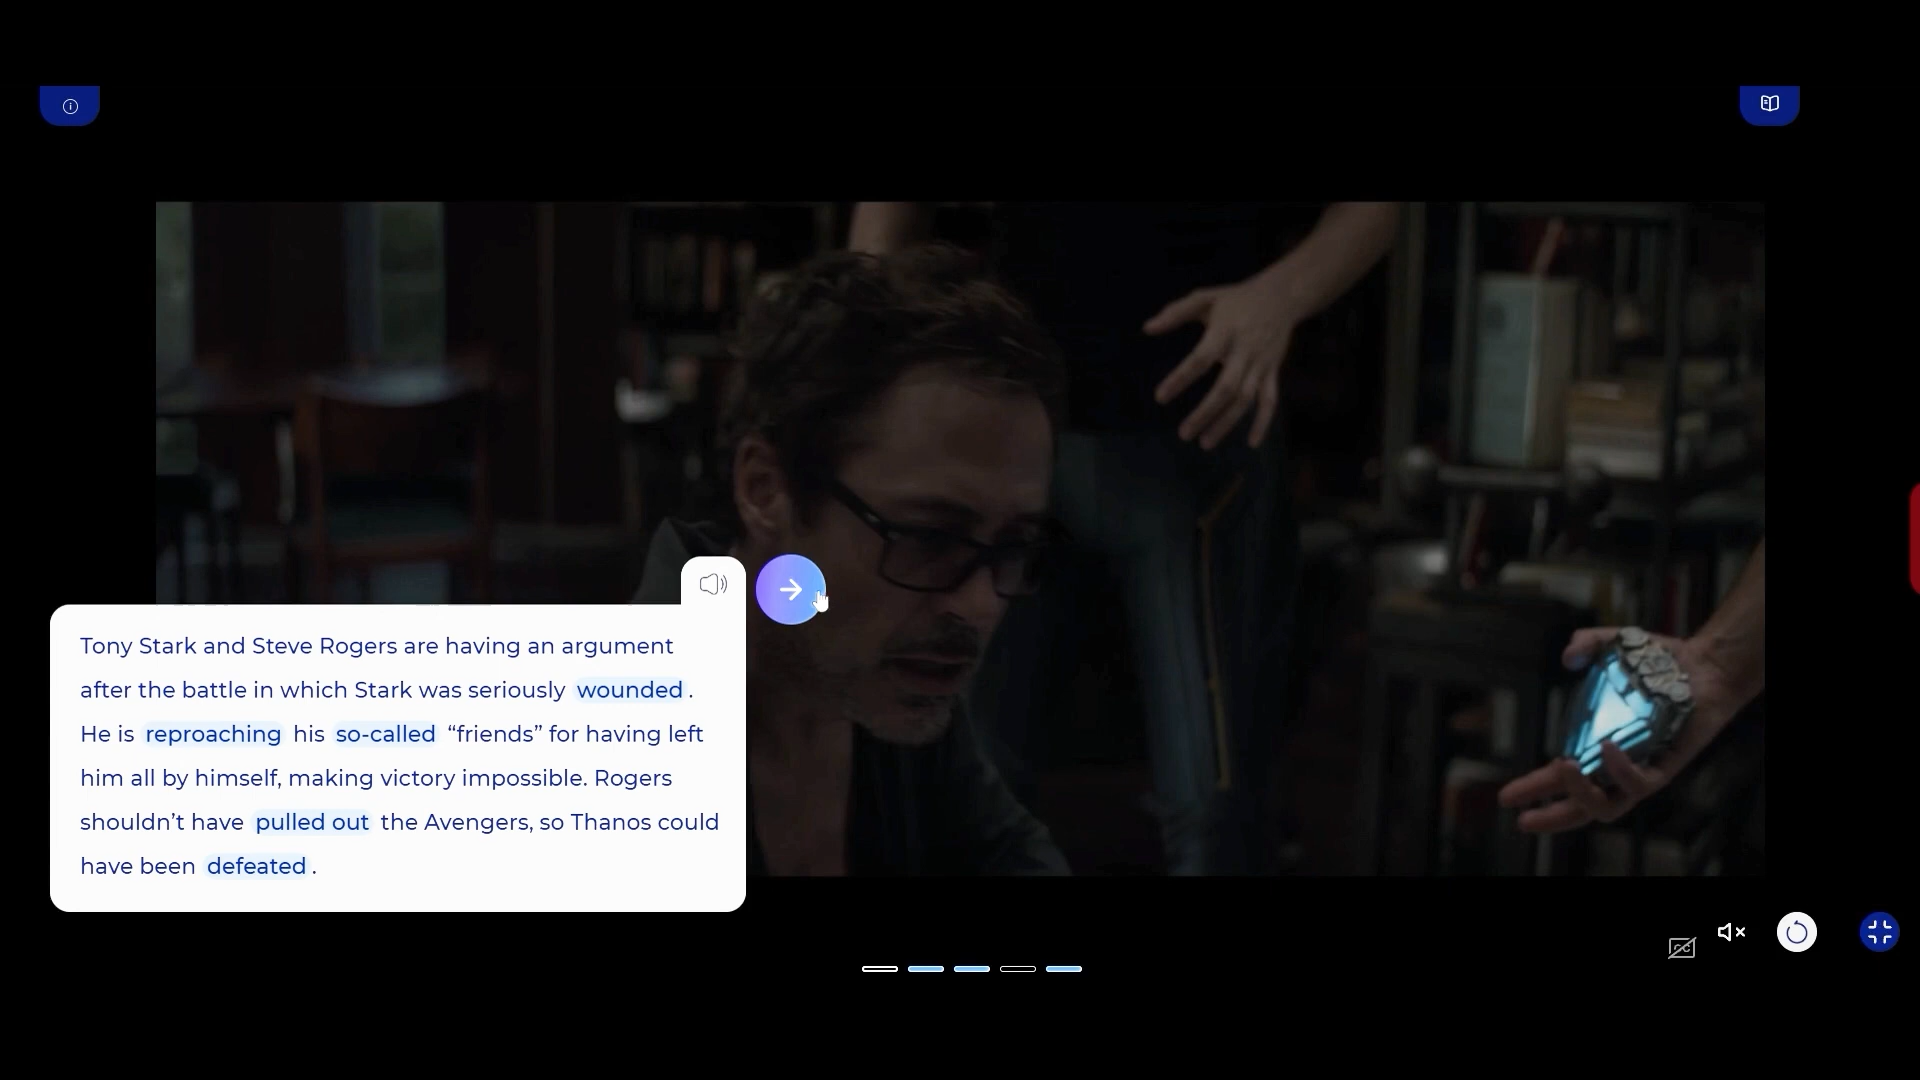 Tony Stark and Steve Rogers are having an argument
after the battle in which Stark was seriously wounded.
He is reproaching his so-called “friends” for having left
him all by himself, making victory impossible. Rogers
shouldn’t have pulled out the Avengers, so Thanos could
have been defeated.
CC